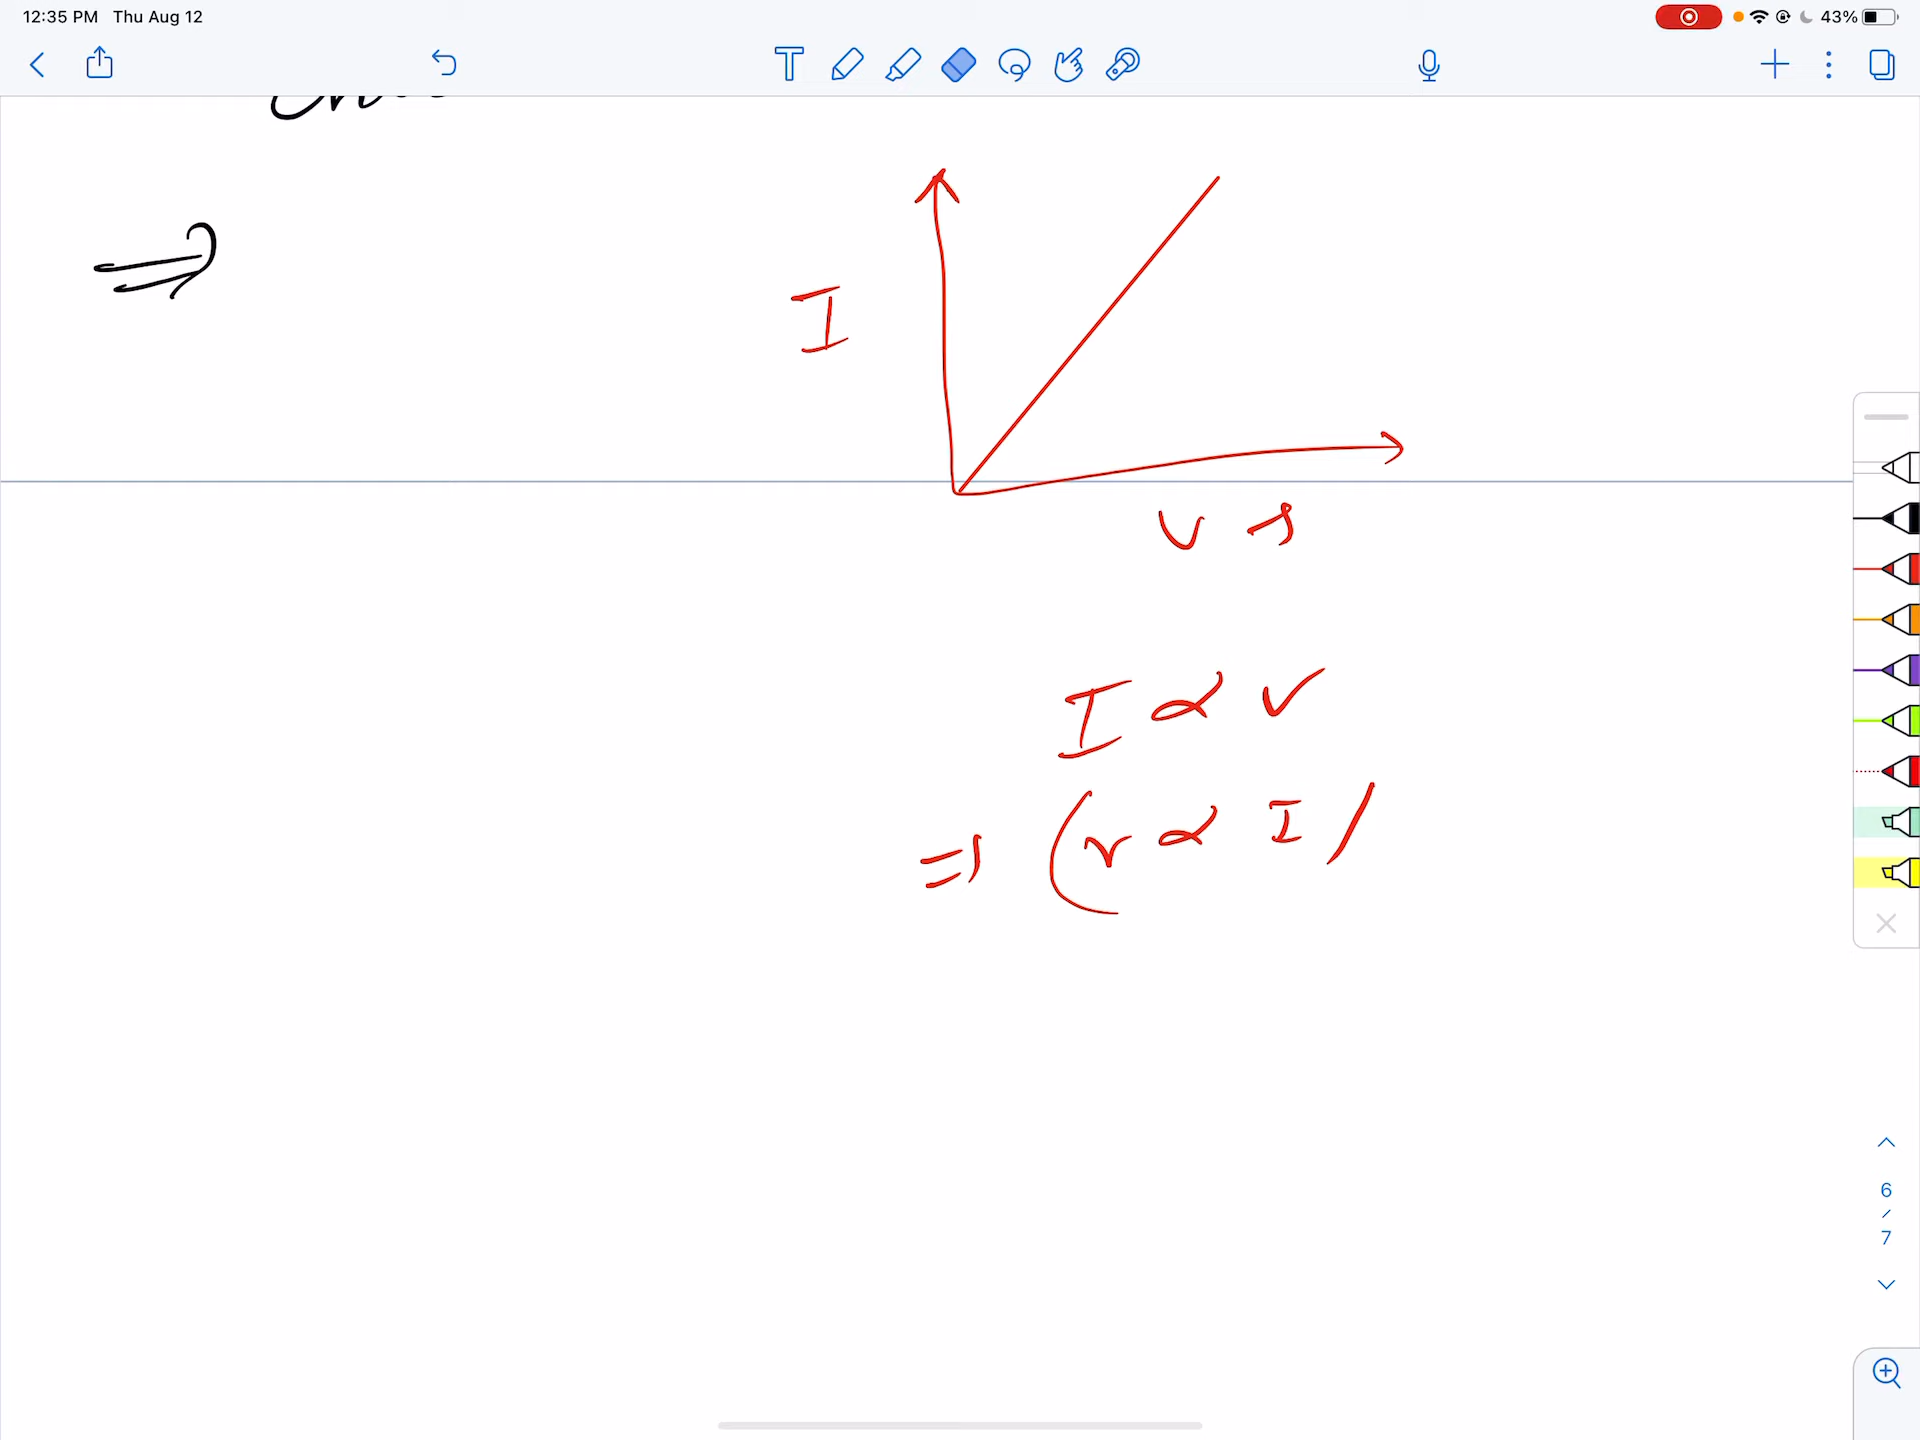 12:35 PM Thu Aug 12
43%
T
⇒
I
V →
I ∝ V
⇒ (V ∝ I)
6
/
7